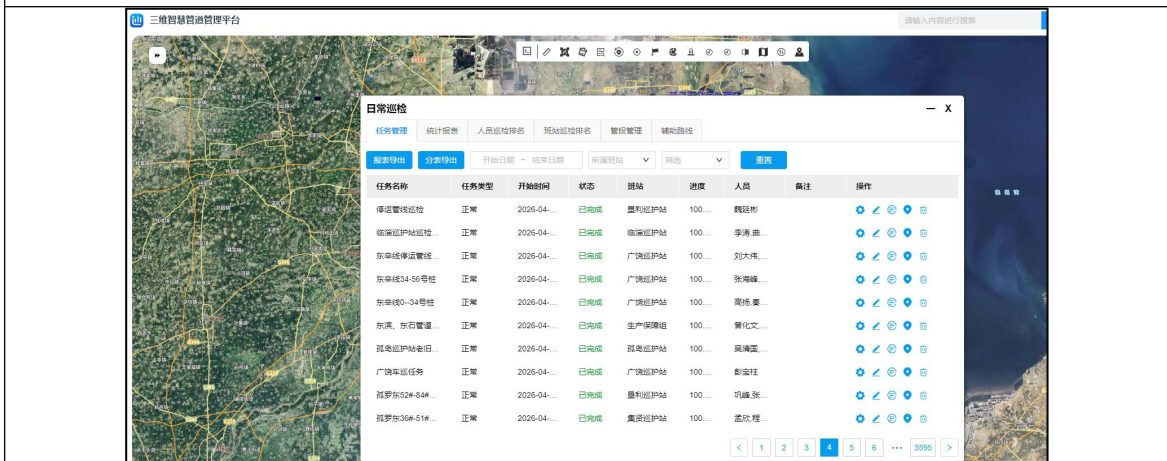 三维智慧管道管理平台
请输入内容进行搜索
日常巡检
— X
任务管理 统计报表 人员巡检排名 班站巡检排名 管段管理 辅助路线
报表导出 分表导出 开始日期 - 结束日期 所属班站 筛选 重置
任务名称 任务类型 开始时间 状态 班站 进度 人员 备注 操作
停运管线巡检 正常 2026-04-... 已完成 垦利巡护站 100.... 魏廷彬
临淄巡护站巡检... 正常 2026-04-... 已完成 临淄巡护站 100.... 李涛,曲...
东辛线停运管线... 正常 2026-04-... 已完成 广饶巡护站 100.... 刘大伟,...
东辛线34-56号桩 正常 2026-04-... 已完成 广饶巡护站 100.... 张海峰,...
东辛线0--34号桩 正常 2026-04-... 已完成 广饶巡护站 100.... 高扬,秦...
东滨、东石管道... 正常 2026-04-... 已完成 生产保障组 100.... 曾化文,...
孤岛巡护站老旧... 正常 2026-04-... 已完成 孤岛巡护站 100.... 吴清国,...
广饶车巡任务 正常 2026-04-... 已完成 广饶巡护站 100.... 彭宝柱
孤罗东52#-84#... 正常 2026-04-... 已完成 垦利巡护站 100.... 巩峰,张...
孤罗东36#-51#... 正常 2026-04-... 已完成 集贤巡护站 100.... 孟欣,程...
< 1 2 3 4 5 6 ••• 3595 >